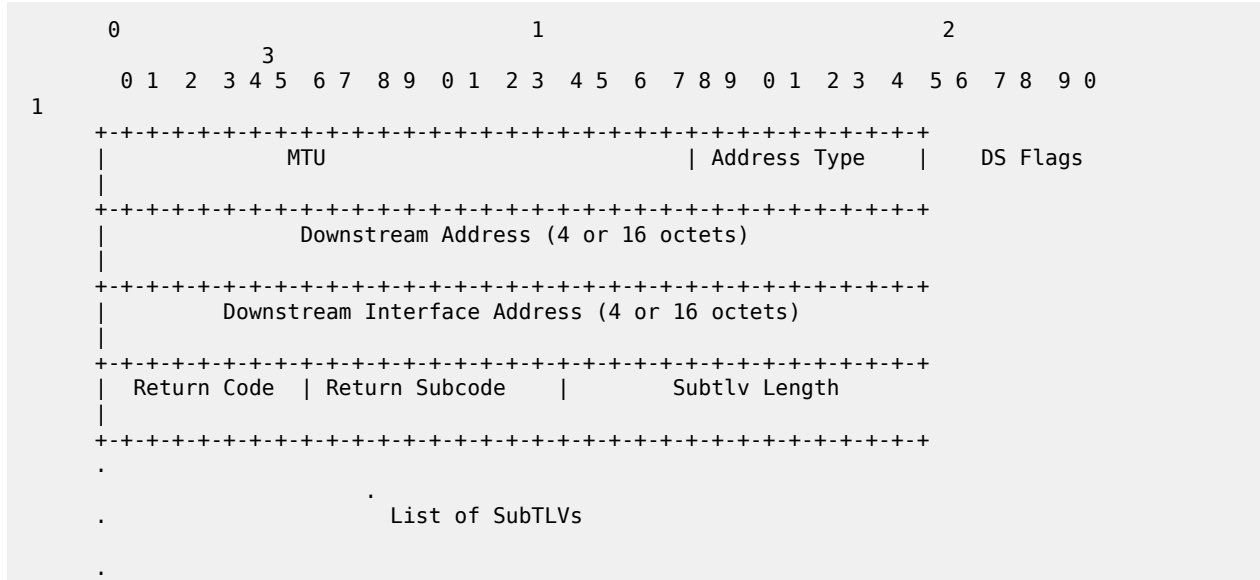 0 1 2
3
0 1 2 3 4 5 6 7 8 9 0 1 2 3 4 5 6 7 8 9 0 1 2 3 4 5 6 7 8 9 0
1
+-+-+-+-+-+-+-+-+-+-+-+-+-+-+-+-+-+-+-+-+-+-+-+-+-+-+-+-+-+-+-+-+
| MTU | Address Type | DS Flags
|
+-+-+-+-+-+-+-+-+-+-+-+-+-+-+-+-+-+-+-+-+-+-+-+-+-+-+-+-+-+-+-+-+
| Downstream Address (4 or 16 octets)
|
+-+-+-+-+-+-+-+-+-+-+-+-+-+-+-+-+-+-+-+-+-+-+-+-+-+-+-+-+-+-+-+-+
| Downstream Interface Address (4 or 16 octets)
|
+-+-+-+-+-+-+-+-+-+-+-+-+-+-+-+-+-+-+-+-+-+-+-+-+-+-+-+-+-+-+-+-+
| Return Code | Return Subcode | Subtlv Length
|
+-+-+-+-+-+-+-+-+-+-+-+-+-+-+-+-+-+-+-+-+-+-+-+-+-+-+-+-+-+-+-+-+
.
.
. List of SubTLVs
.